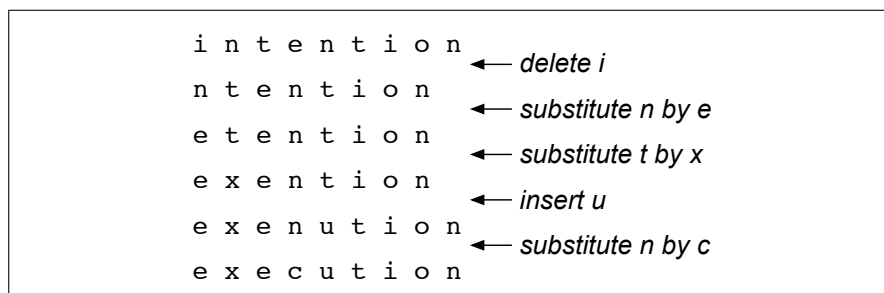 i n t e n t i o n
delete i
n t e n t i o n
substitute n by e
e t e n t i o n
substitute t by x
e x e n t i o n
insert u
e x e n u t i o n
substitute n by c
e x e c u t i o n